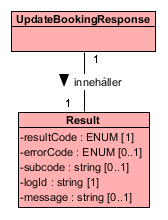 UpdateBookingResponse
1
innehåller
1
Result
-resultCode : ENUM [1]
-errorCode : ENUM [0..1]
-subcode : string [0..1]
-logId : string [1]
-message : string [0..1]